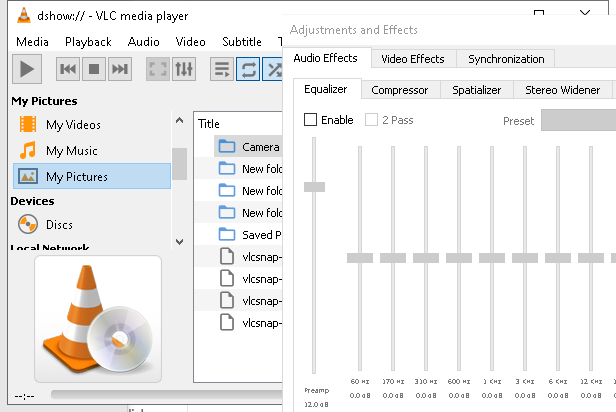 dshow:// - VLC media player
Media Playback Audio Video Subtitle T
My Pictures
My Videos
My Music
My Pictures
Devices
Discs
Local Network
--:--
Title
Camera
New fold
New fold
New fold
Saved P
vlcsnap-
vlcsnap-
vlcsnap-
vlcsnap-
Adjustments and Effects
Audio Effects Video Effects Synchronization
Equalizer Compressor Spatializer Stereo Widener
Enable 2 Pass Preset
60 Hz 170 Hz 310 Hz 600 Hz 1 KHz 3 KHz 6 KHz 12 KHz
Preamp 0.0 dB 0.0 dB 0.0 dB 0.0 dB 0.0 dB 0.0 dB 0.0 dB 0.0 dB
12.0 dB